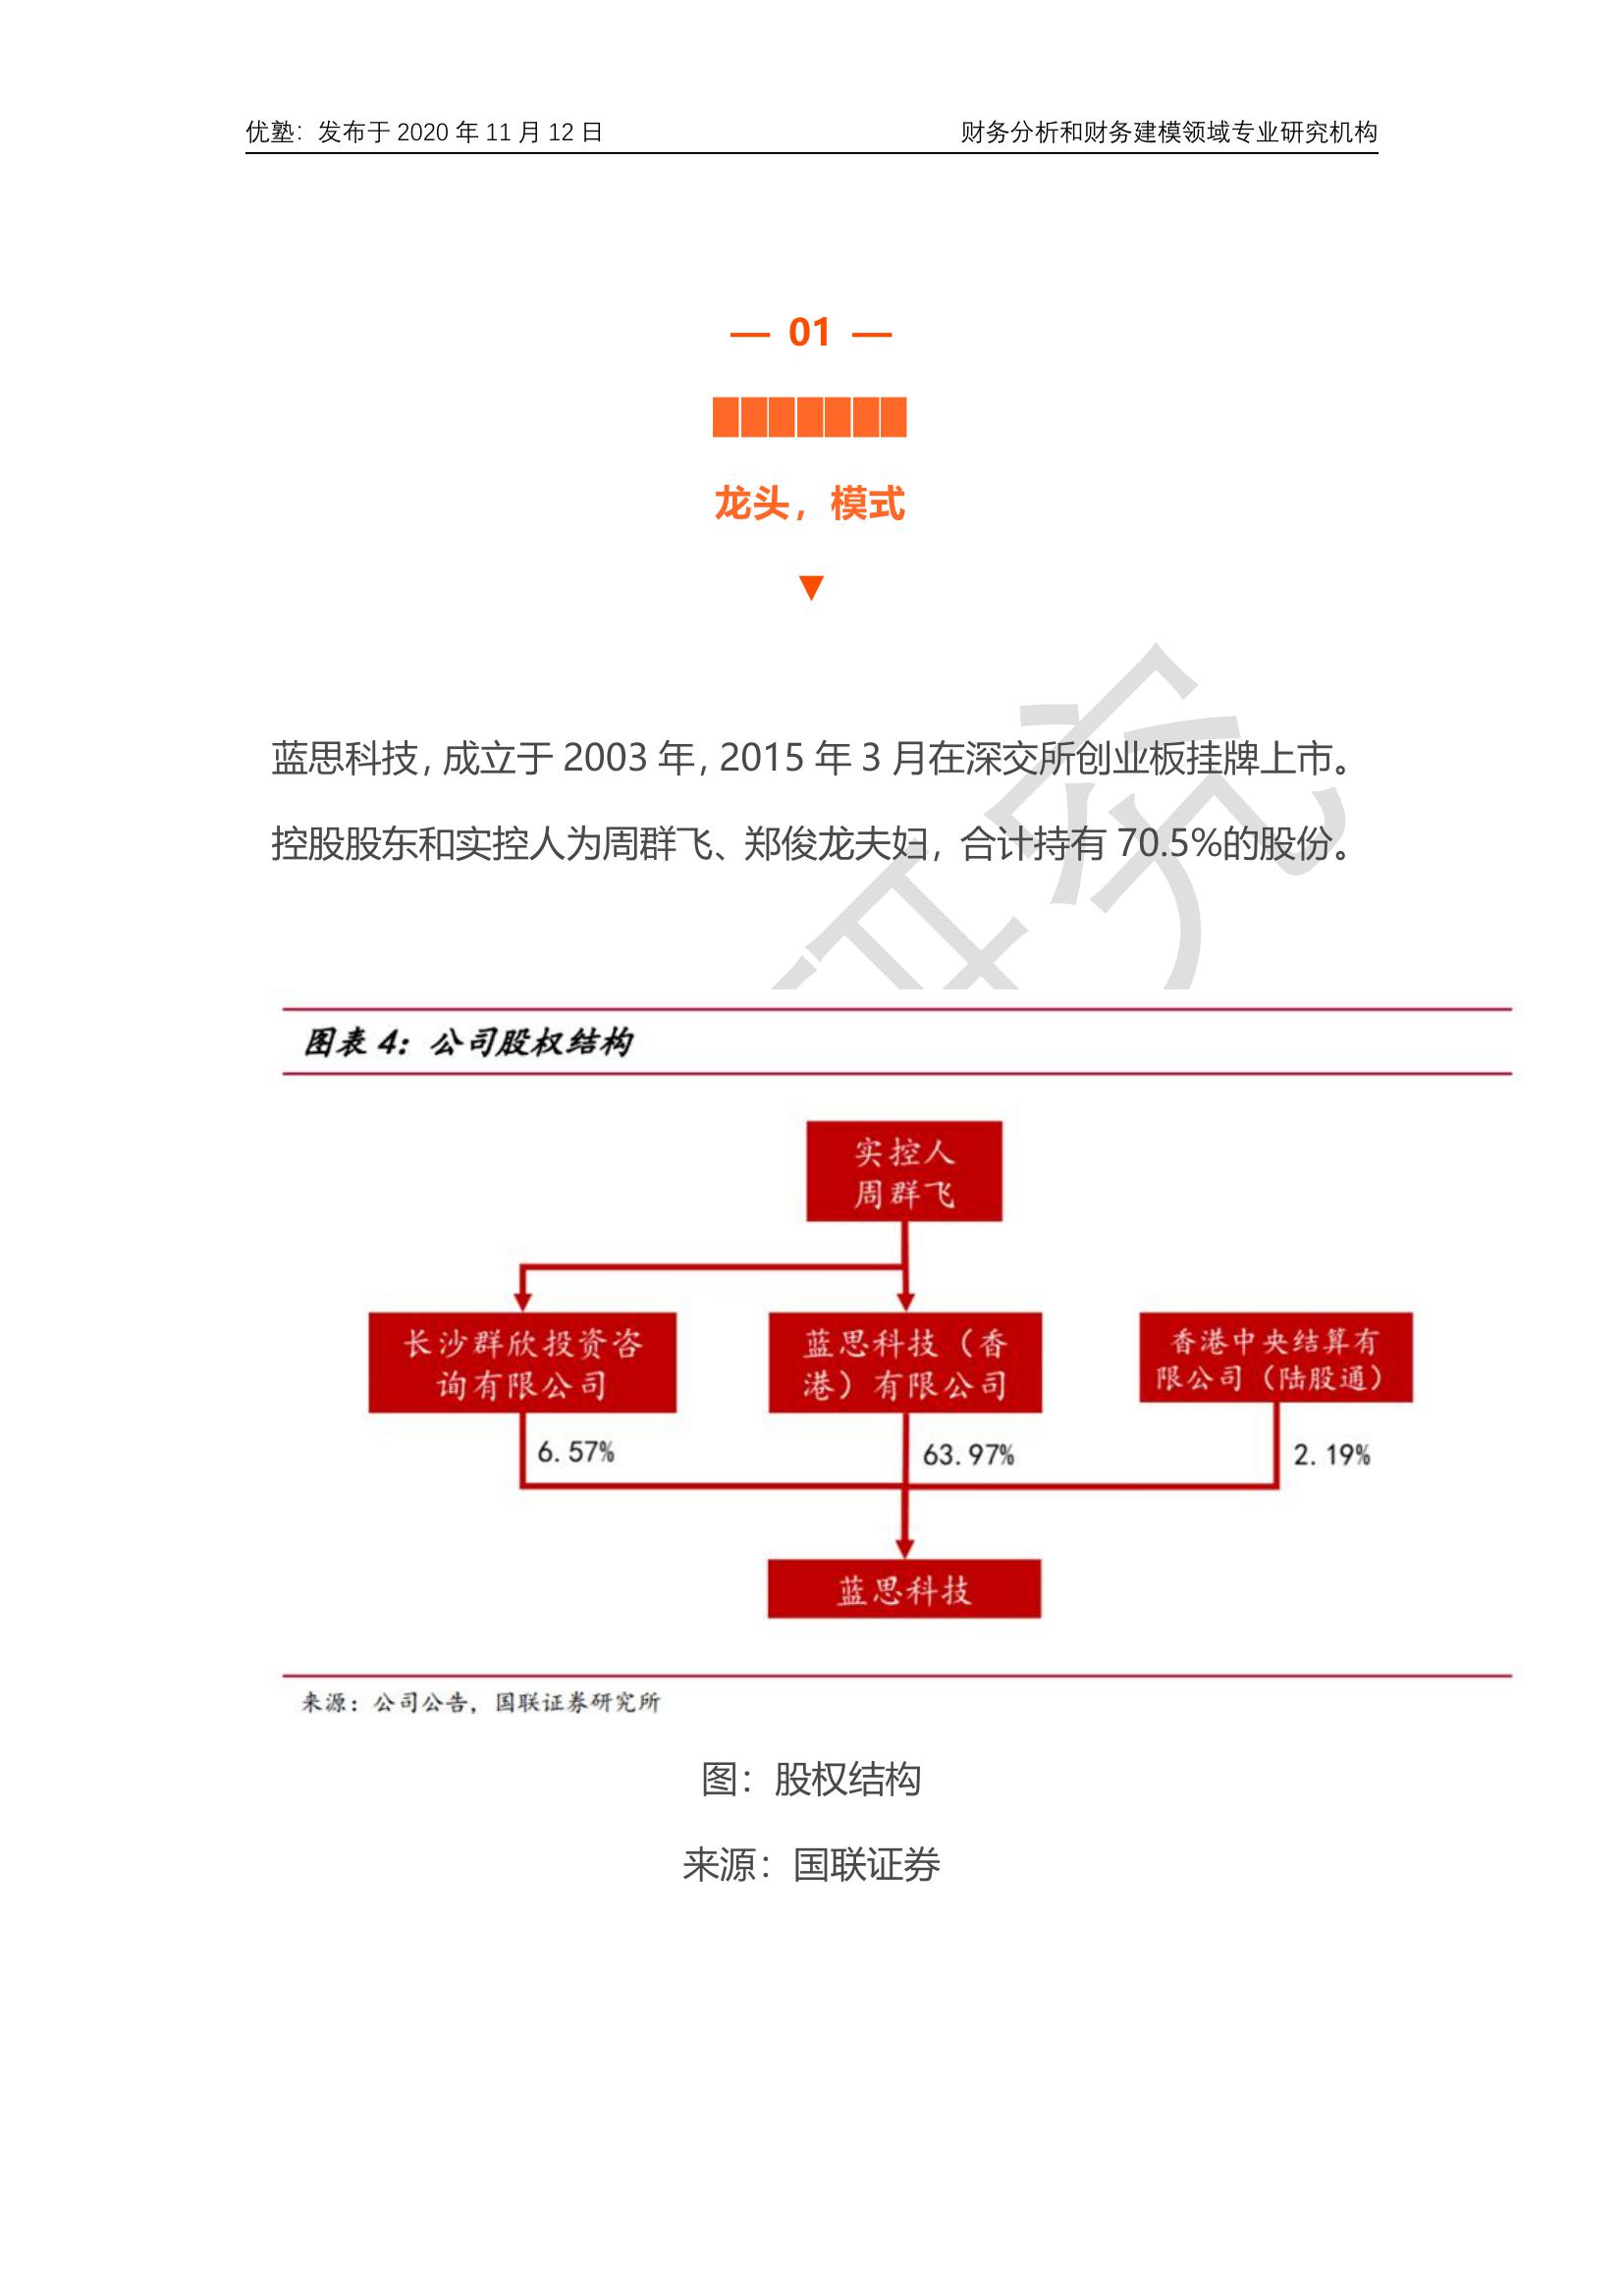 优塾：发布于 2020 年 11 月 12 日
财务分析和财务建模领域专业研究机构
— 01 —
███████
龙头，模式
▼
蓝思科技，成立于 2003 年，2015 年 3 月在深交所创业板挂牌上市。
控股股东和实控人为周群飞、郑俊龙夫妇，合计持有 70.5%的股份。
研究
图表 4：公司股权结构
实控人
周群飞
长沙群欣投资咨
询有限公司
蓝思科技（香
港）有限公司
香港中央结算有
限公司（陆股通）
6.57%
63.97%
2.19%
蓝思科技
来源：公司公告，国联证券研究所
图：股权结构
来源：国联证券